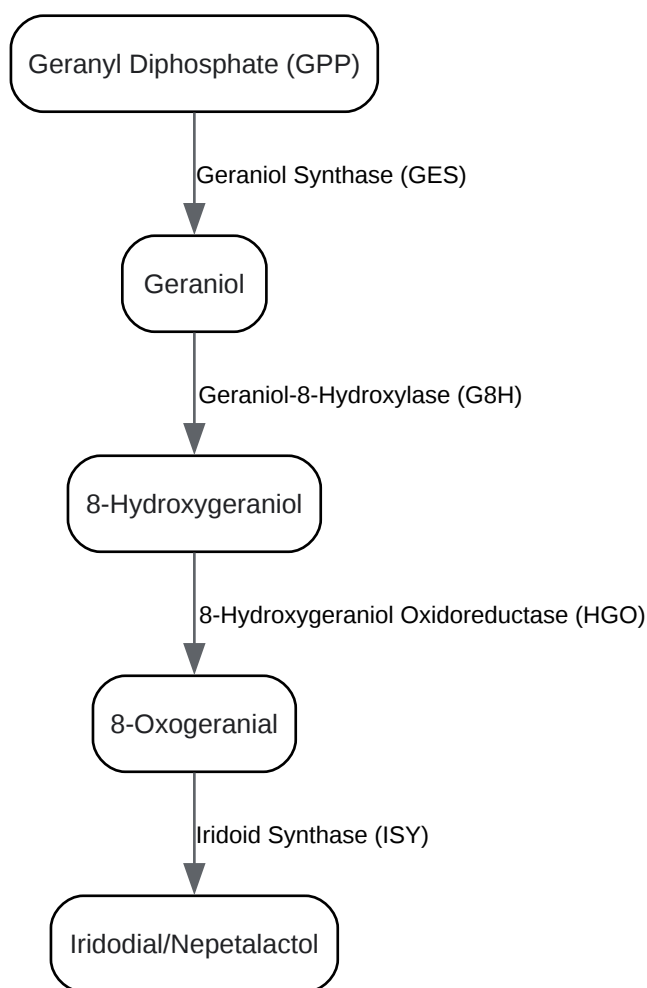 Geranyl Diphosphate (GPP)
Geraniol Synthase (GES)
Geraniol
Geraniol-8-Hydroxylase (G8H)
8-Hydroxygeraniol
8-Hydroxygeraniol Oxidoreductase (HGO)
8-Oxogeranial
Iridoid Synthase (ISY)
Iridodial/Nepetalactol